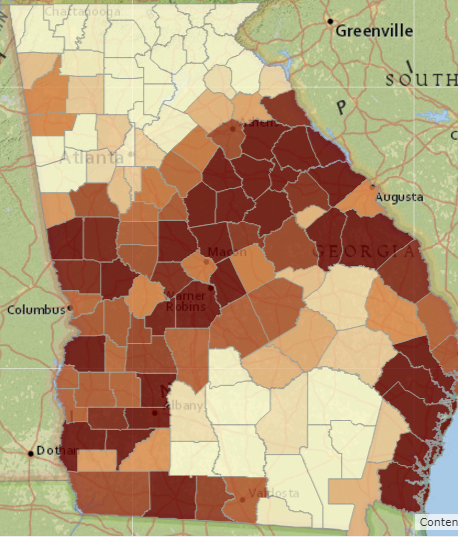 Chattanooga
Greenville
SOUTH
P
I
Athens
Atlanta
Augusta
GEORGIA
Macon
Warner
Robins
Columbus
A
Albany
Dothan
Valdosta
Conten